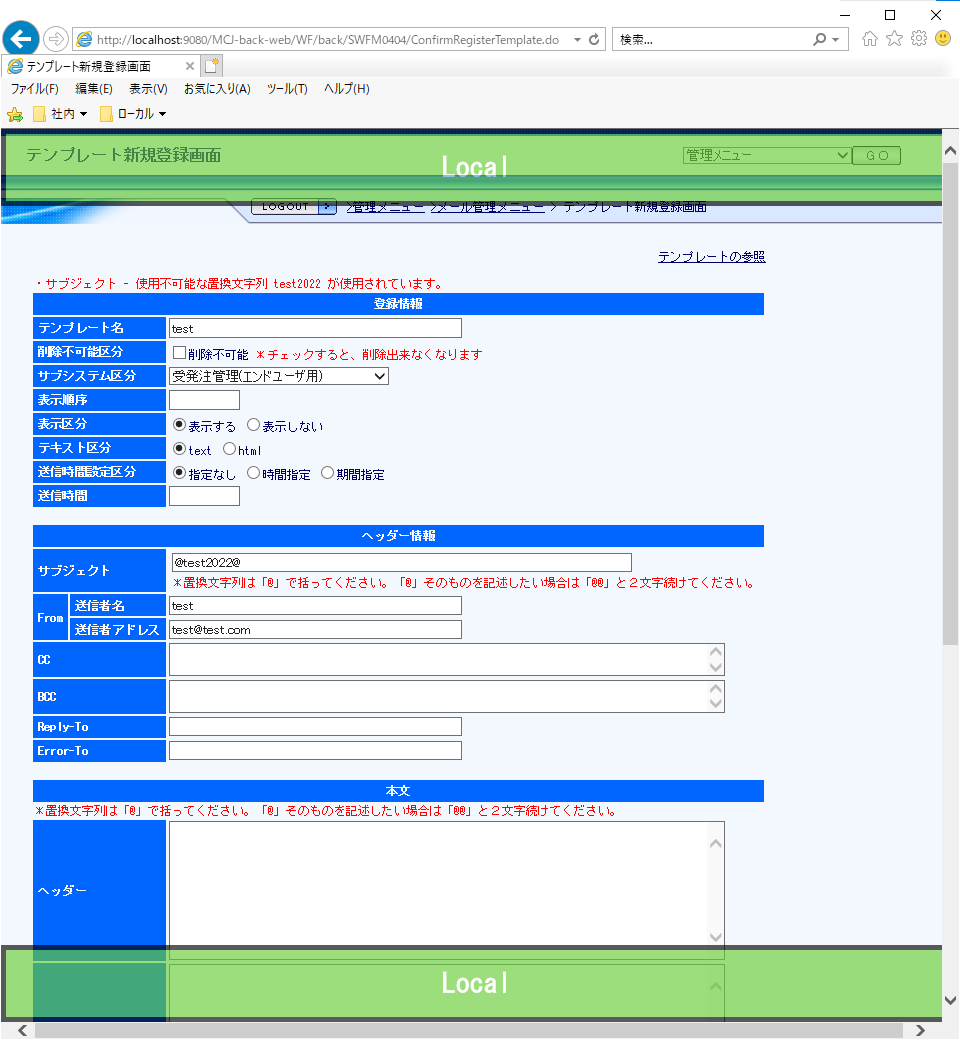 http://localhost:9080/MCJ-back-web/WF/back/SWFM0404/ConfirmRegisterTemplate.do
検索...
テンプレート新規登録画面
ファイル(F) 編集(E) 表示(V) お気に入り(A) ツール(T) ヘルプ(H)
社内 ローカル
テンプレート新規登録画面 Local 管理メニュー GO
LOGOUT >管理メニュー >メール管理メニュー > テンプレート新規登録画面
テンプレートの参照
・サブジェクト - 使用不可能な置換文字列 test2022 が使用されています。
登録情報
テンプレート名 test
削除不可能区分 削除不可能 *チェックすると、削除出来なくなります
サブシステム区分 受発注管理(エンドユーザ用)
表示順序
表示区分 表示する 表示しない
テキスト区分 text html
送信時間設定区分 指定なし 時間指定 期間指定
送信時間
ヘッダー情報
サブジェクト @test2022@
※置換文字列は「@」で括ってください。「@」そのものを記述したい場合は「@@」と2文字続けてください。
From 送信者名 test
送信者アドレス test@test.com
CC
BCC
Reply-To
Error-To
本文
※置換文字列は「@」で括ってください。「@」そのものを記述したい場合は「@@」と2文字続けてください。
ヘッダー
Local